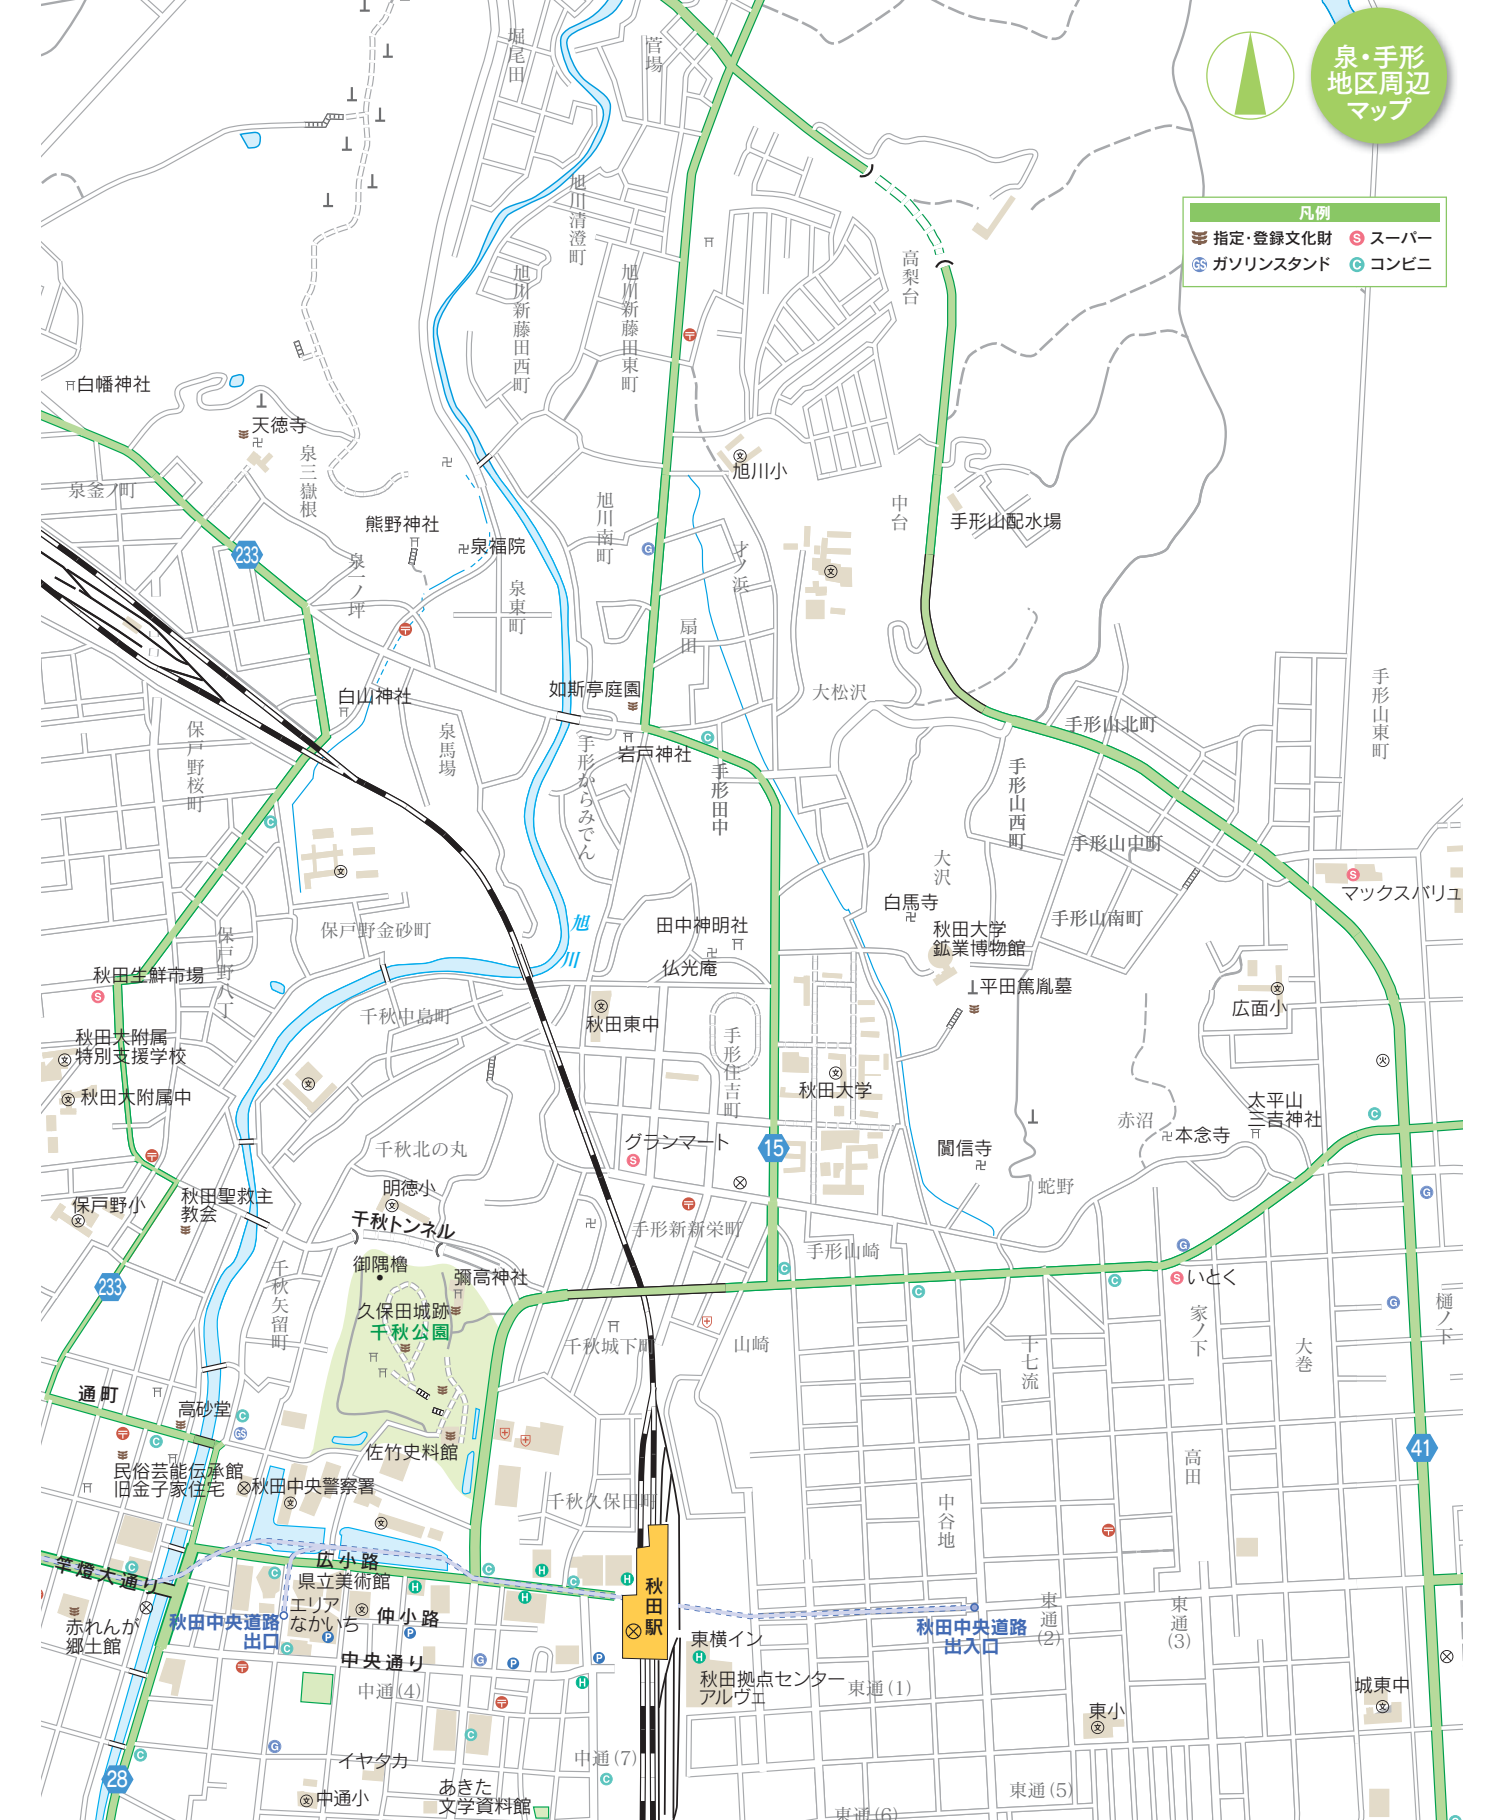 泉・手形
地区周辺
マップ
凡例
指定・登録文化財
S スーパー
GS ガソリンスタンド
C コンビニ
堀尾田
菅場
旭川清澄町
旭川新藤田西町
旭川新藤田東町
高梨台
白幡神社
天徳寺
泉三嶽根
泉釜ノ町
旭川小
中台
手形山配水場
熊野神社
泉福院
旭川南町
233
泉一ノ坪
泉東町
才ノ浜
扇田
白山神社
如斯亭庭園
大松沢
手形山北町
手形山東町
保戸野桜町
泉馬場
手形からみでん
岩戸神社
手形田中
手形山西町
手形山中町
大沢
マックスバリュ
白馬寺
手形山南町
保戸野金砂町
旭川
田中神明社
秋田大学
鉱業博物館
保戸野八丁
秋田生鮮市場
仏光庵
平田篤胤墓
広面小
千秋中島町
秋田東中
手形住吉町
秋田大附属
特別支援学校
秋田大附属中
秋田大学
太平山
三吉神社
赤沼
本念寺
千秋北の丸
グランマート
15
闐信寺
蛇野
保戸野小
秋田聖救主
教会
明徳小
千秋トンネル
手形新新栄町
手形山崎
御隅櫓
彌高神社
いとく
233
千秋矢留町
久保田城跡
千秋公園
千秋城下町
山崎
家ノ下
樋ノ下
十七流
大巻
通町
高砂堂
佐竹史料館
41
民俗芸能伝承館
旧金子家住宅
秋田中央警察署
千秋久保田町
高田
中谷地
竿燈大通り
広小路
県立美術館
秋田駅
赤れんが
郷土館
秋田中央道路
出口
エリア
なかいち
仲小路
秋田中央道路
出入口
東通(2)
東通(3)
中央通り
東横イン
中通(4)
秋田拠点センター
アルヴェ
東通(1)
城東中
東小
イヤタカ
中通(7)
28
中通小
あきた
文学資料館
東通(5)
東通(6)